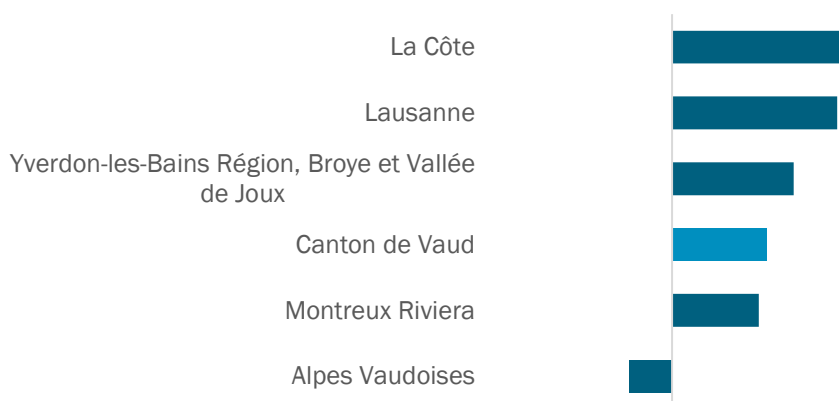 La Côte
Lausanne
Yverdon-les-Bains Région, Broye et Vallée
de Joux
Canton de Vaud
Montreux Riviera
Alpes Vaudoises